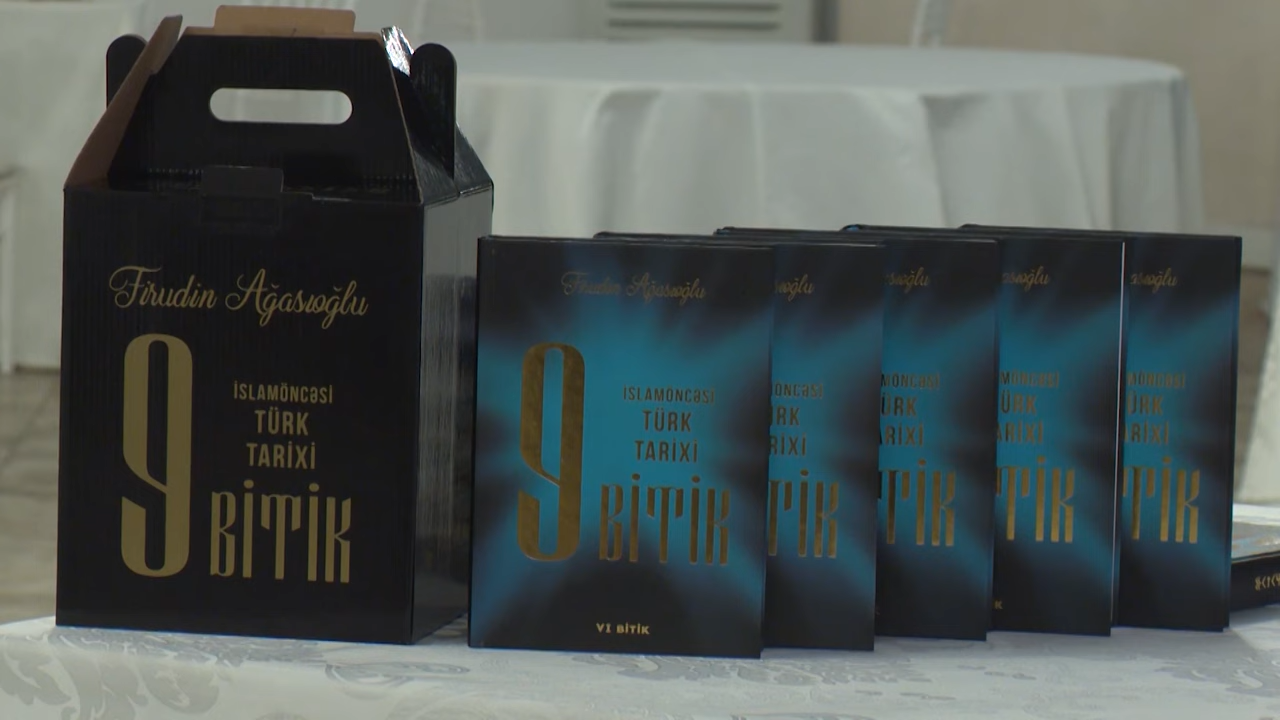 Firudin Ağasıoğlu
9
İSLAMÖNCƏSİ
TÜRK
TARİXİ
BİTİK
Firudin Ağasıoğlu
9
İSLAMÖNCƏSİ
TÜRK
TARİXİ
BİTİK
VI BİTİK